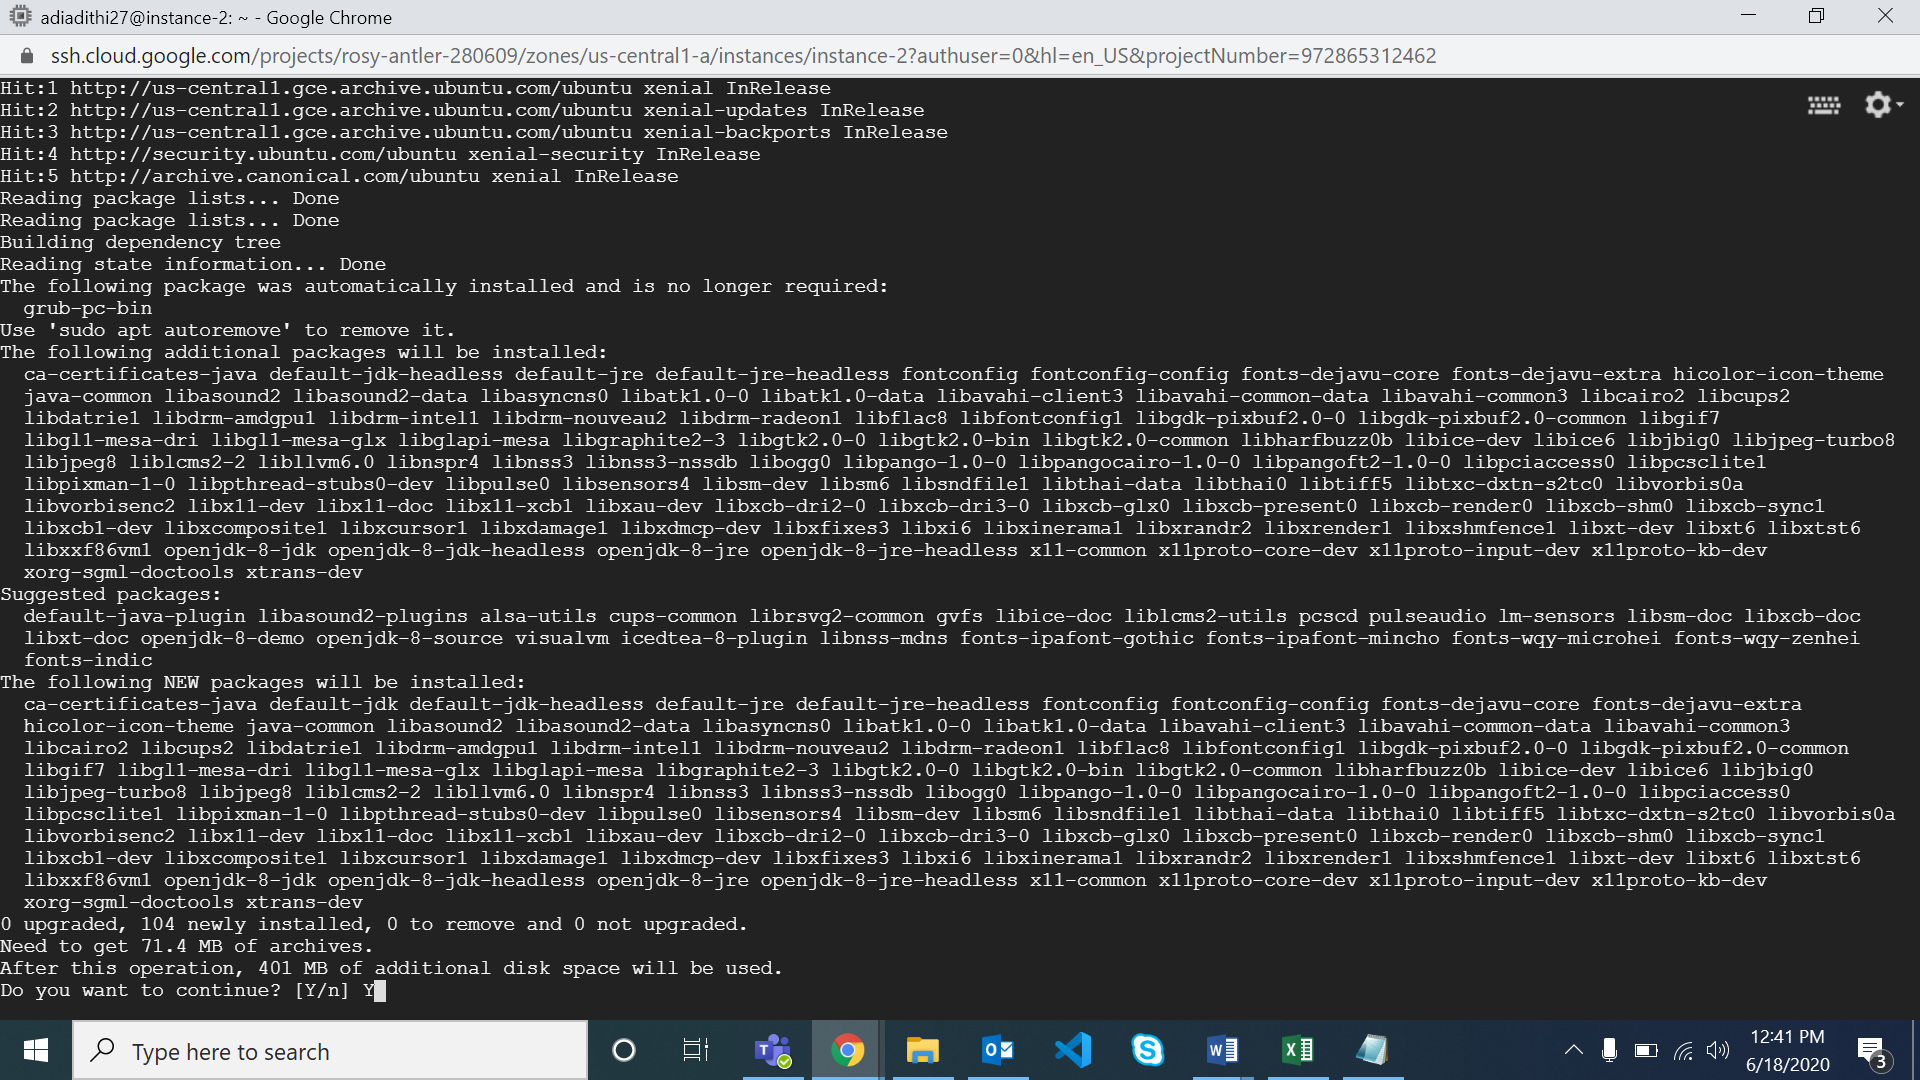 adiadithi27@instance-2: ~ - Google Chrome
ssh.cloud.google.com/projects/rosy-antler-280609/zones/us-central1-a/instances/instance-2?authuser=0&hl=en_US&projectNumber=972865312462
Hit:1 http://us-central1.gce.archive.ubuntu.com/ubuntu xenial InRelease
Hit:2 http://us-central1.gce.archive.ubuntu.com/ubuntu xenial-updates InRelease
Hit:3 http://us-central1.gce.archive.ubuntu.com/ubuntu xenial-backports InRelease
Hit:4 http://security.ubuntu.com/ubuntu xenial-security InRelease
Hit:5 http://archive.canonical.com/ubuntu xenial InRelease
Reading package lists... Done
Reading package lists... Done
Building dependency tree
Reading state information... Done
The following package was automatically installed and is no longer required:
  grub-pc-bin
Use 'sudo apt autoremove' to remove it.
The following additional packages will be installed:
  ca-certificates-java default-jdk-headless default-jre default-jre-headless fontconfig fontconfig-config fonts-dejavu-core fonts-dejavu-extra hicolor-icon-theme
  java-common libasound2 libasound2-data libasyncns0 libatk1.0-0 libatk1.0-data libavahi-client3 libavahi-common-data libavahi-common3 libcairo2 libcups2
  libdatrie1 libdrm-amdgpu1 libdrm-intel1 libdrm-nouveau2 libdrm-radeon1 libflac8 libfontconfig1 libgdk-pixbuf2.0-0 libgdk-pixbuf2.0-common libgif7
  libgl1-mesa-dri libgl1-mesa-glx libglapi-mesa libgraphite2-3 libgtk2.0-0 libgtk2.0-bin libgtk2.0-common libharfbuzz0b libice-dev libice6 libjbig0 libjpeg-turbo8
  libjpeg8 liblcms2-2 libllvm6.0 libnspr4 libnss3 libnss3-nssdb libogg0 libpango-1.0-0 libpangocairo-1.0-0 libpangoft2-1.0-0 libpciaccess0 libpcsclite1
  libpixman-1-0 libpthread-stubs0-dev libpulse0 libsensors4 libsm-dev libsm6 libsndfile1 libthai-data libthai0 libtiff5 libtxc-dxtn-s2tc0 libvorbis0a
  libvorbisenc2 libx11-dev libx11-doc libx11-xcb1 libxau-dev libxcb-dri2-0 libxcb-dri3-0 libxcb-glx0 libxcb-present0 libxcb-render0 libxcb-shm0 libxcb-sync1
  libxcb1-dev libxcomposite1 libxcursor1 libxdamage1 libxdmcp-dev libxfixes3 libxi6 libxinerama1 libxrandr2 libxrender1 libxshmfence1 libxt-dev libxt6 libxtst6
  libxxf86vm1 openjdk-8-jdk openjdk-8-jdk-headless openjdk-8-jre openjdk-8-jre-headless x11-common x11proto-core-dev x11proto-input-dev x11proto-kb-dev
  xorg-sgml-doctools xtrans-dev
Suggested packages:
  default-java-plugin libasound2-plugins alsa-utils cups-common librsvg2-common gvfs libice-doc liblcms2-utils pcscd pulseaudio lm-sensors libsm-doc libxcb-doc
  libxt-doc openjdk-8-demo openjdk-8-source visualvm icedtea-8-plugin libnss-mdns fonts-ipafont-gothic fonts-ipafont-mincho fonts-wqy-microhei fonts-wqy-zenhei
  fonts-indic
The following NEW packages will be installed:
  ca-certificates-java default-jdk default-jdk-headless default-jre default-jre-headless fontconfig fontconfig-config fonts-dejavu-core fonts-dejavu-extra
  hicolor-icon-theme java-common libasound2 libasound2-data libasyncns0 libatk1.0-0 libatk1.0-data libavahi-client3 libavahi-common-data libavahi-common3
  libcairo2 libcups2 libdatrie1 libdrm-amdgpu1 libdrm-intel1 libdrm-nouveau2 libdrm-radeon1 libflac8 libfontconfig1 libgdk-pixbuf2.0-0 libgdk-pixbuf2.0-common
  libgif7 libgl1-mesa-dri libgl1-mesa-glx libglapi-mesa libgraphite2-3 libgtk2.0-0 libgtk2.0-bin libgtk2.0-common libharfbuzz0b libice-dev libice6 libjbig0
  libjpeg-turbo8 libjpeg8 liblcms2-2 libllvm6.0 libnspr4 libnss3 libnss3-nssdb libogg0 libpango-1.0-0 libpangocairo-1.0-0 libpangoft2-1.0-0 libpciaccess0
  libpcsclite1 libpixman-1-0 libpthread-stubs0-dev libpulse0 libsensors4 libsm-dev libsm6 libsndfile1 libthai-data libthai0 libtiff5 libtxc-dxtn-s2tc0 libvorbis0a
  libvorbisenc2 libx11-dev libx11-doc libx11-xcb1 libxau-dev libxcb-dri2-0 libxcb-dri3-0 libxcb-glx0 libxcb-present0 libxcb-render0 libxcb-shm0 libxcb-sync1
  libxcb1-dev libxcomposite1 libxcursor1 libxdamage1 libxdmcp-dev libxfixes3 libxi6 libxinerama1 libxrandr2 libxrender1 libxshmfence1 libxt-dev libxt6 libxtst6
  libxxf86vm1 openjdk-8-jdk openjdk-8-jdk-headless openjdk-8-jre openjdk-8-jre-headless x11-common x11proto-core-dev x11proto-input-dev x11proto-kb-dev
  xorg-sgml-doctools xtrans-dev
0 upgraded, 104 newly installed, 0 to remove and 0 not upgraded.
Need to get 71.4 MB of archives.
After this operation, 401 MB of additional disk space will be used.
Do you want to continue? [Y/n] Y
Type here to search
12:41 PM
6/18/2020
3